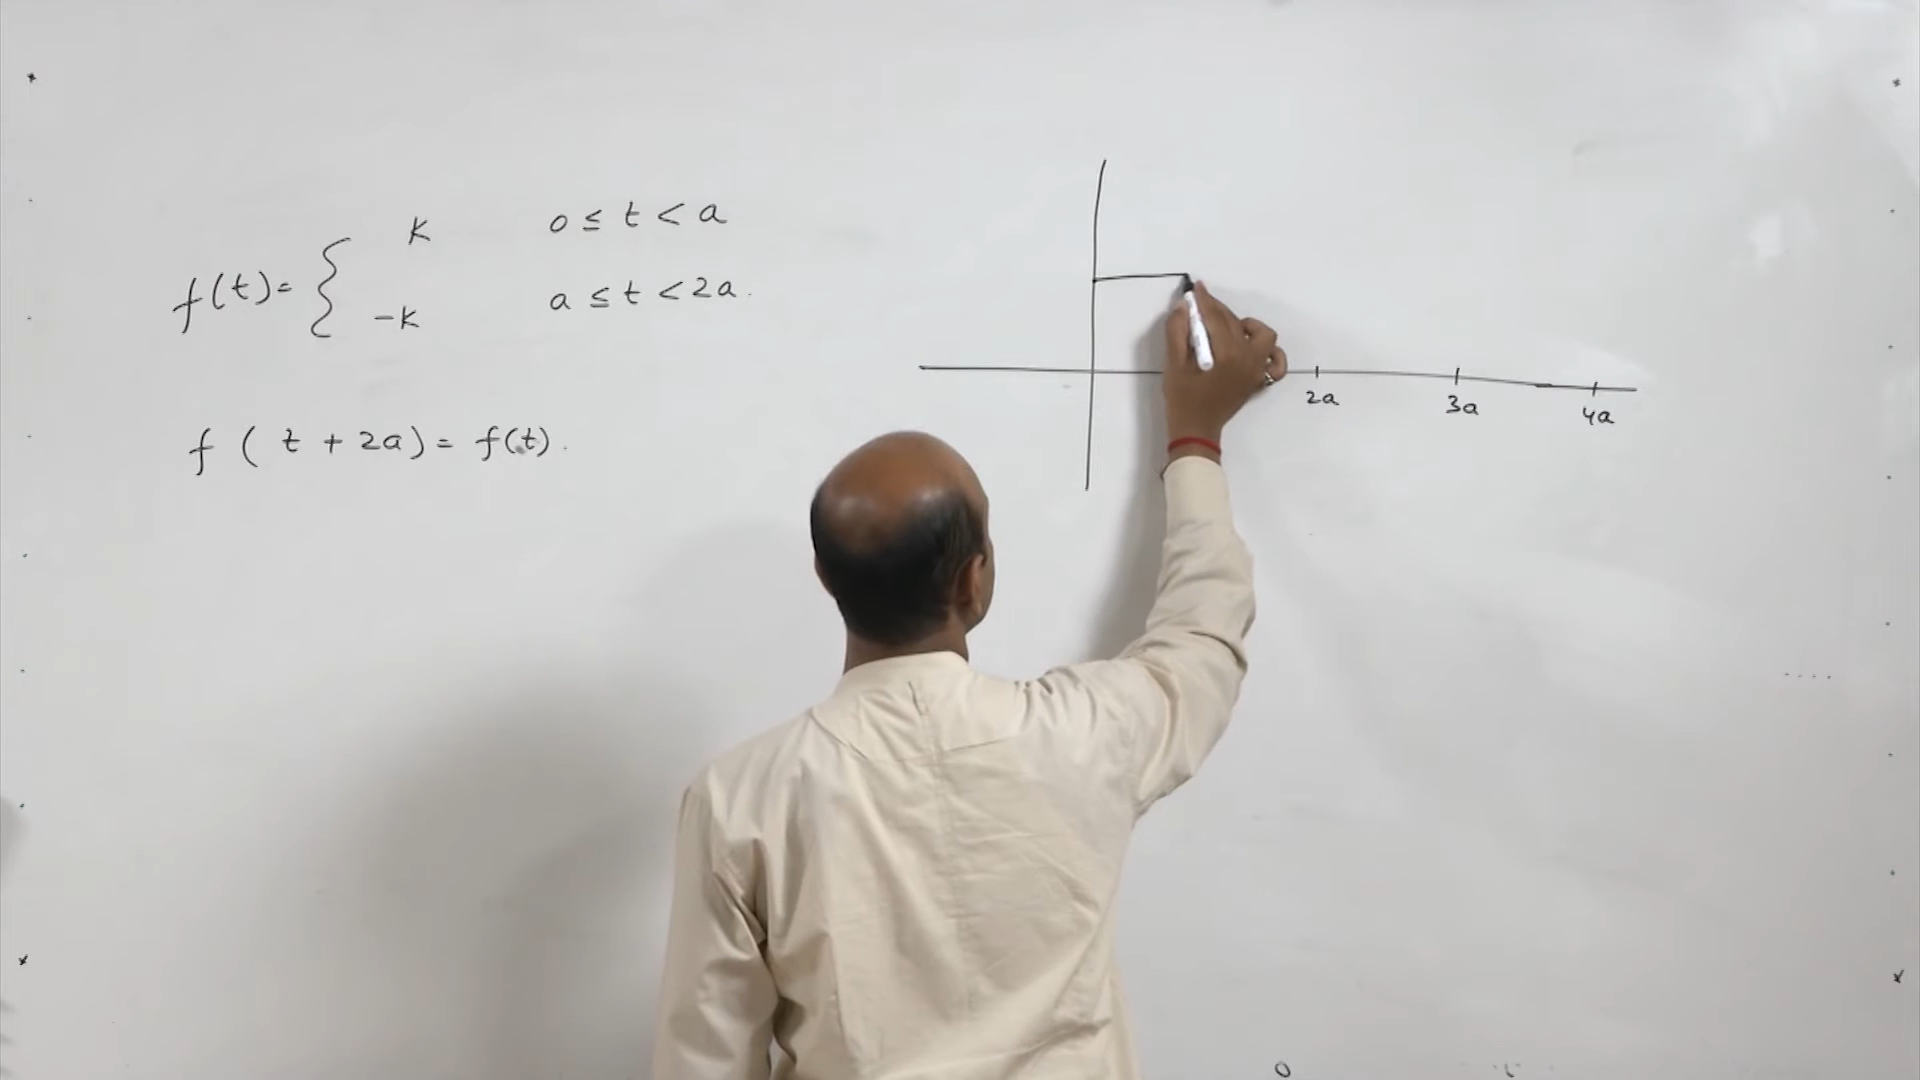 f(t)= { k 0 ≤ t < a
-k a ≤ t < 2a.
f ( t + 2a) = f(t).
2a 3a 4a